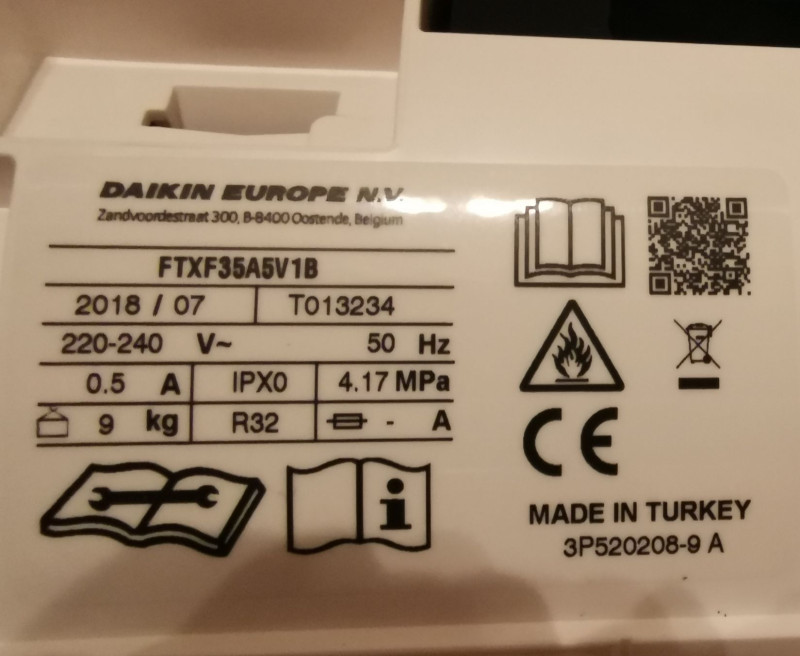 DAIKIN EUROPE N.V.
Zandvoordestraat 300, B-8400 Oostende, Belgium
FTXF35A5V1B
2018 / 07 T013234
220-240 V~ 50 Hz
0.5 A IPX0 4.17 MPa
9 kg R32 - A
CE
MADE IN TURKEY
3P520208-9 A